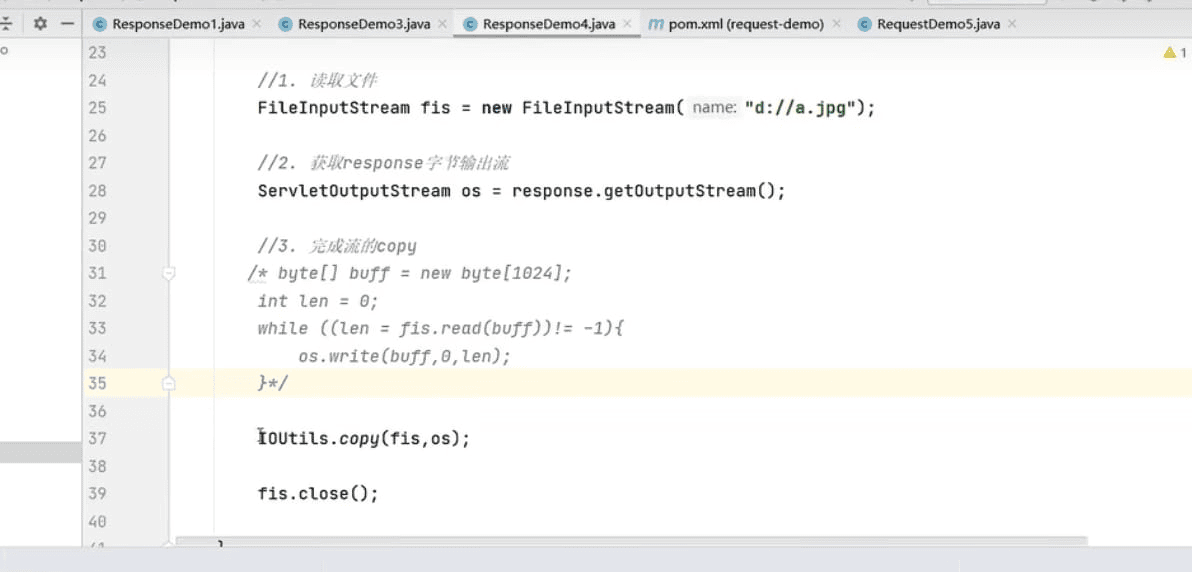 ResponseDemo1.java ResponseDemo3.java ResponseDemo4.java pom.xml (request-demo) RequestDemo5.java
1
23
24 //1. 读取文件
25 FileInputStream fis = new FileInputStream( name: "d://a.jpg");
26
27 //2. 获取response字节输出流
28 ServletOutputStream os = response.getOutputStream();
29
30 //3. 完成流的copy
31 /* byte[] buff = new byte[1024];
32 int len = 0;
33 while ((len = fis.read(buff))!= -1){
34 os.write(buff,0,len);
35 }*/
36
37 IOUtils.copy(fis,os);
38
39 fis.close();
40